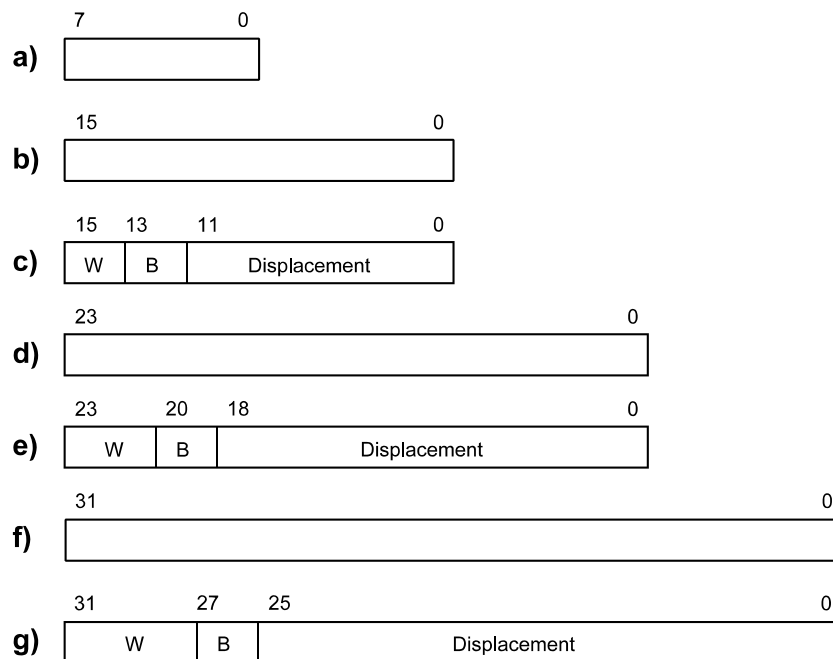 7 0
a)
15 0
b)
15 13 11 0
c) W B Displacement
23 0
d)
23 20 18 0
e) W B Displacement
31 0
f)
31 27 25 0
g) W B Displacement